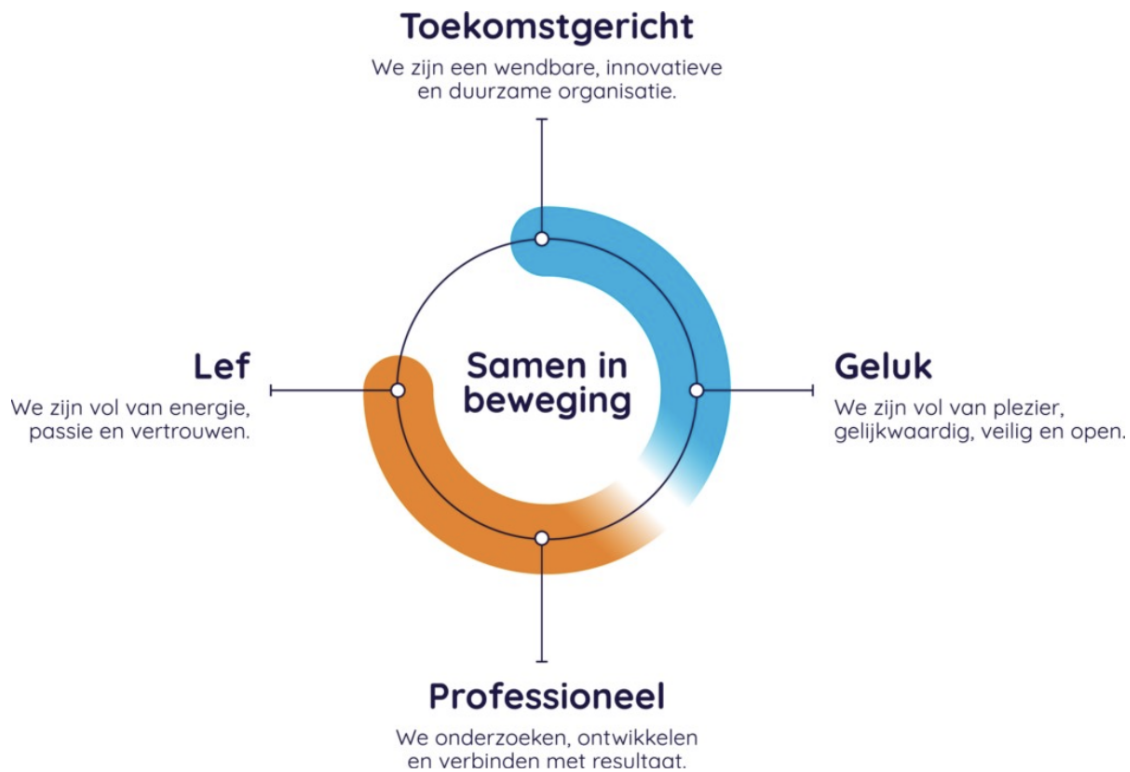 Toekomstgericht
We zijn een wendbare, innovatieve
en duurzame organisatie.
Lef
We zijn vol van energie,
passie en vertrouwen.
Samen in
beweging
Geluk
We zijn vol van plezier,
gelijkwaardig, veilig en open.
Professioneel
We onderzoeken, ontwikkelen
en verbinden met resultaat.